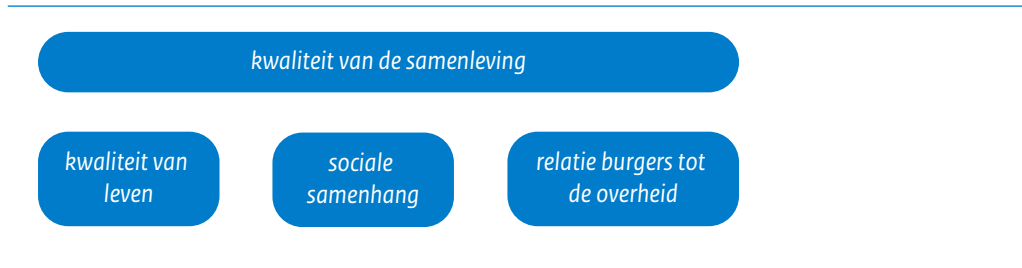 kwaliteit van de samenleving
kwaliteit van
leven
sociale
samenhang
relatie burgers tot
de overheid